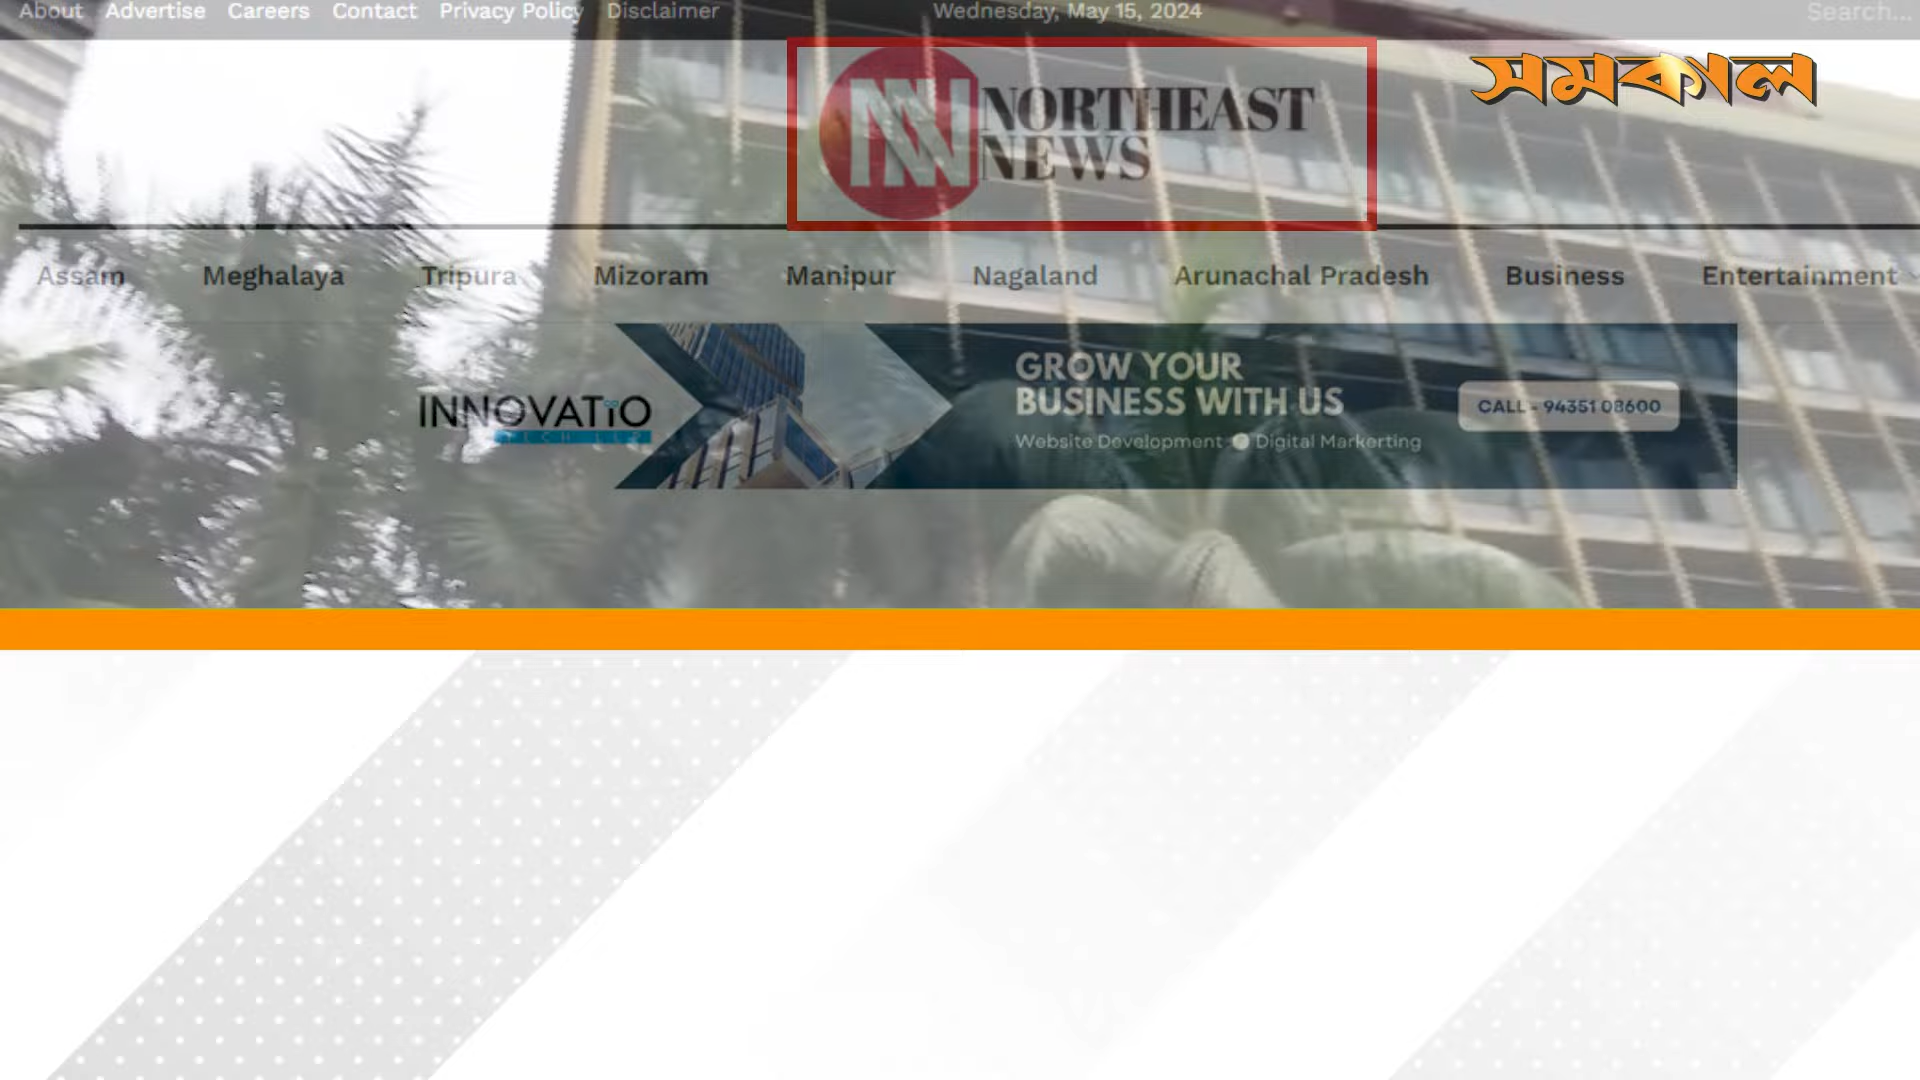 About Advertise Careers Contact Privacy Policy Disclaimer Wednesday, May 15, 2024 Search...
সমকাল
NORTHEAST
NEWS
Assam Meghalaya Tripura Mizoram Manipur Nagaland Arunachal Pradesh Business Entertainment
INNOVATiO
TECH LLP
GROW YOUR
BUSINESS WITH US
CALL - 94351 08600
Website Development Digital Markerting